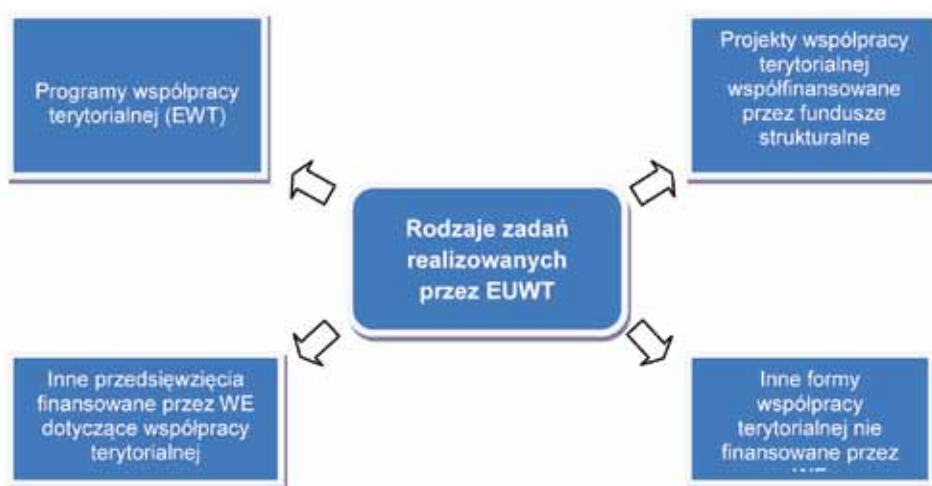 Programy współpracy
terytorialnej (EWT)
Projekty współpracy
terytorialnej
współfinansowane
przez fundusze
strukturalne
Rodzaje zadań
realizowanych
przez EUWT
Inne przedsięwzięcia
finansowane przez WE
dotyczące współpracy
terytorialnej
Inne formy
współpracy
terytorialnej nie
finansowane przez